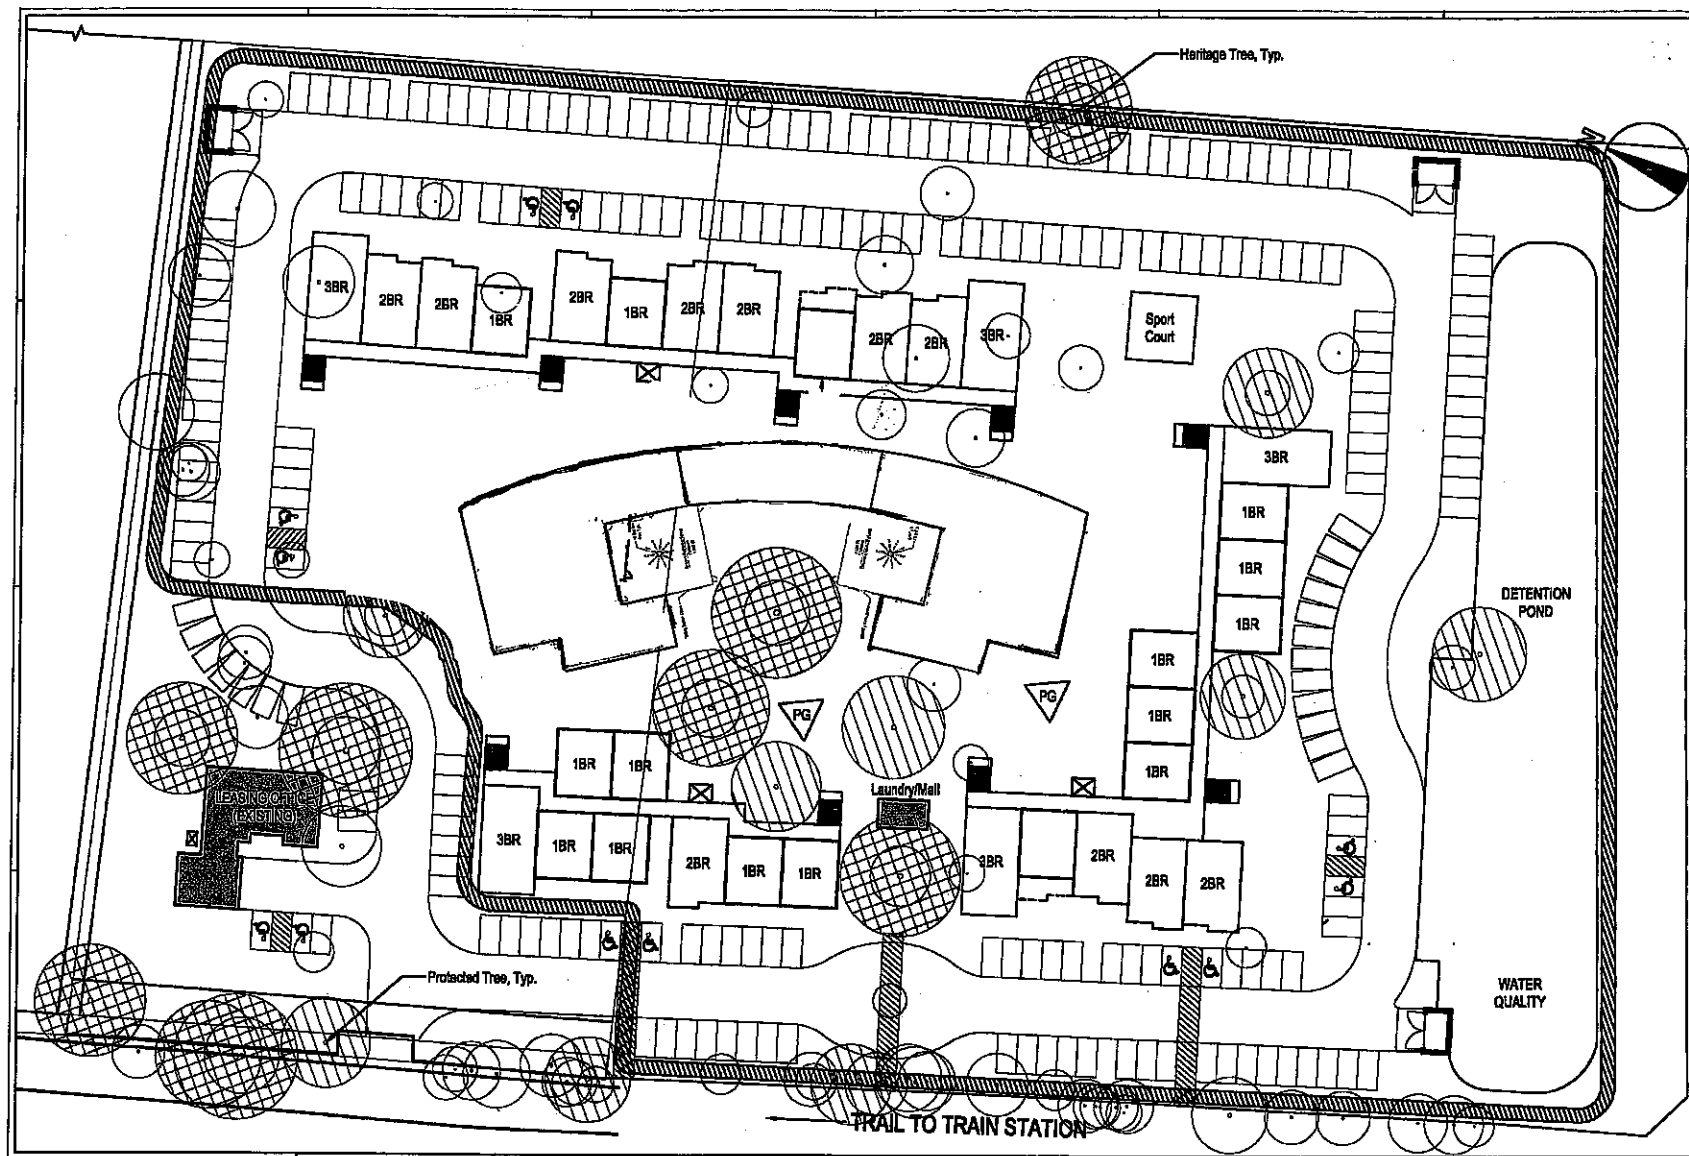 Heritage Tree, Typ.
3BR
2BR
2BR
1BR
2BR
1BR
2BR
2BR
2BR
2BR
3BR
Sport
Court
3BR
1BR
1BR
1BR
DETENTION
POND
1BR
1BR
1BR
PG
PG
1BR
1BR
Laundry/Mail
LEASING OFFICE
(EXISTING)
3BR
1BR
1BR
2BR
1BR
1BR
3BR
2BR
2BR
2BR
Protected Tree, Typ.
WATER
QUALITY
TRAIL TO TRAIN STATION